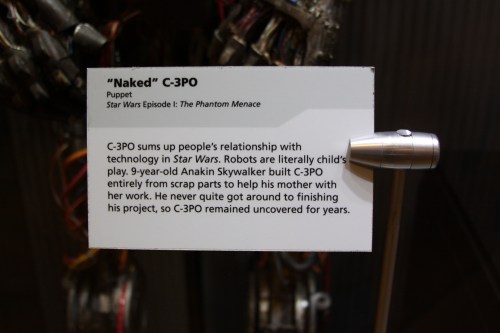 “Naked” C-3PO
Puppet
Star Wars Episode I: The Phantom Menace
C-3PO sums up people’s relationship with
technology in Star Wars. Robots are literally child’s
play. 9-year-old Anakin Skywalker built C-3PO
entirely from scrap parts to help his mother with
her work. He never quite got around to finishing
his project, so C-3PO remained uncovered for years.